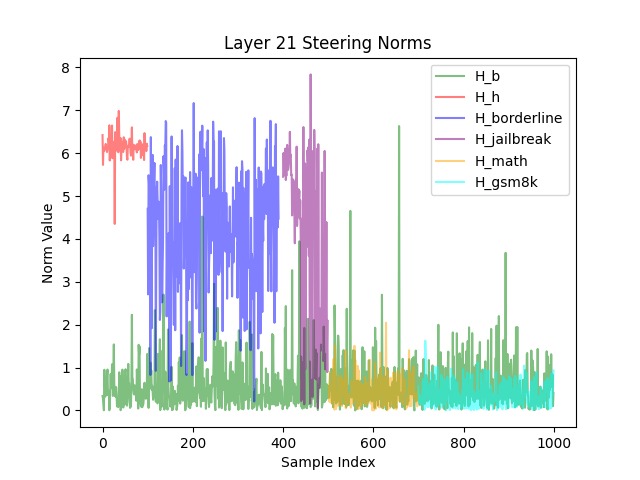 Layer 21 Steering Norms
Norm Value
8
7
6
5
4
3
2
1
0
H_b
H_h
H_borderline
H_jailbreak
H_math
H_gsm8k
0
200
400
600
800
1000
Sample Index